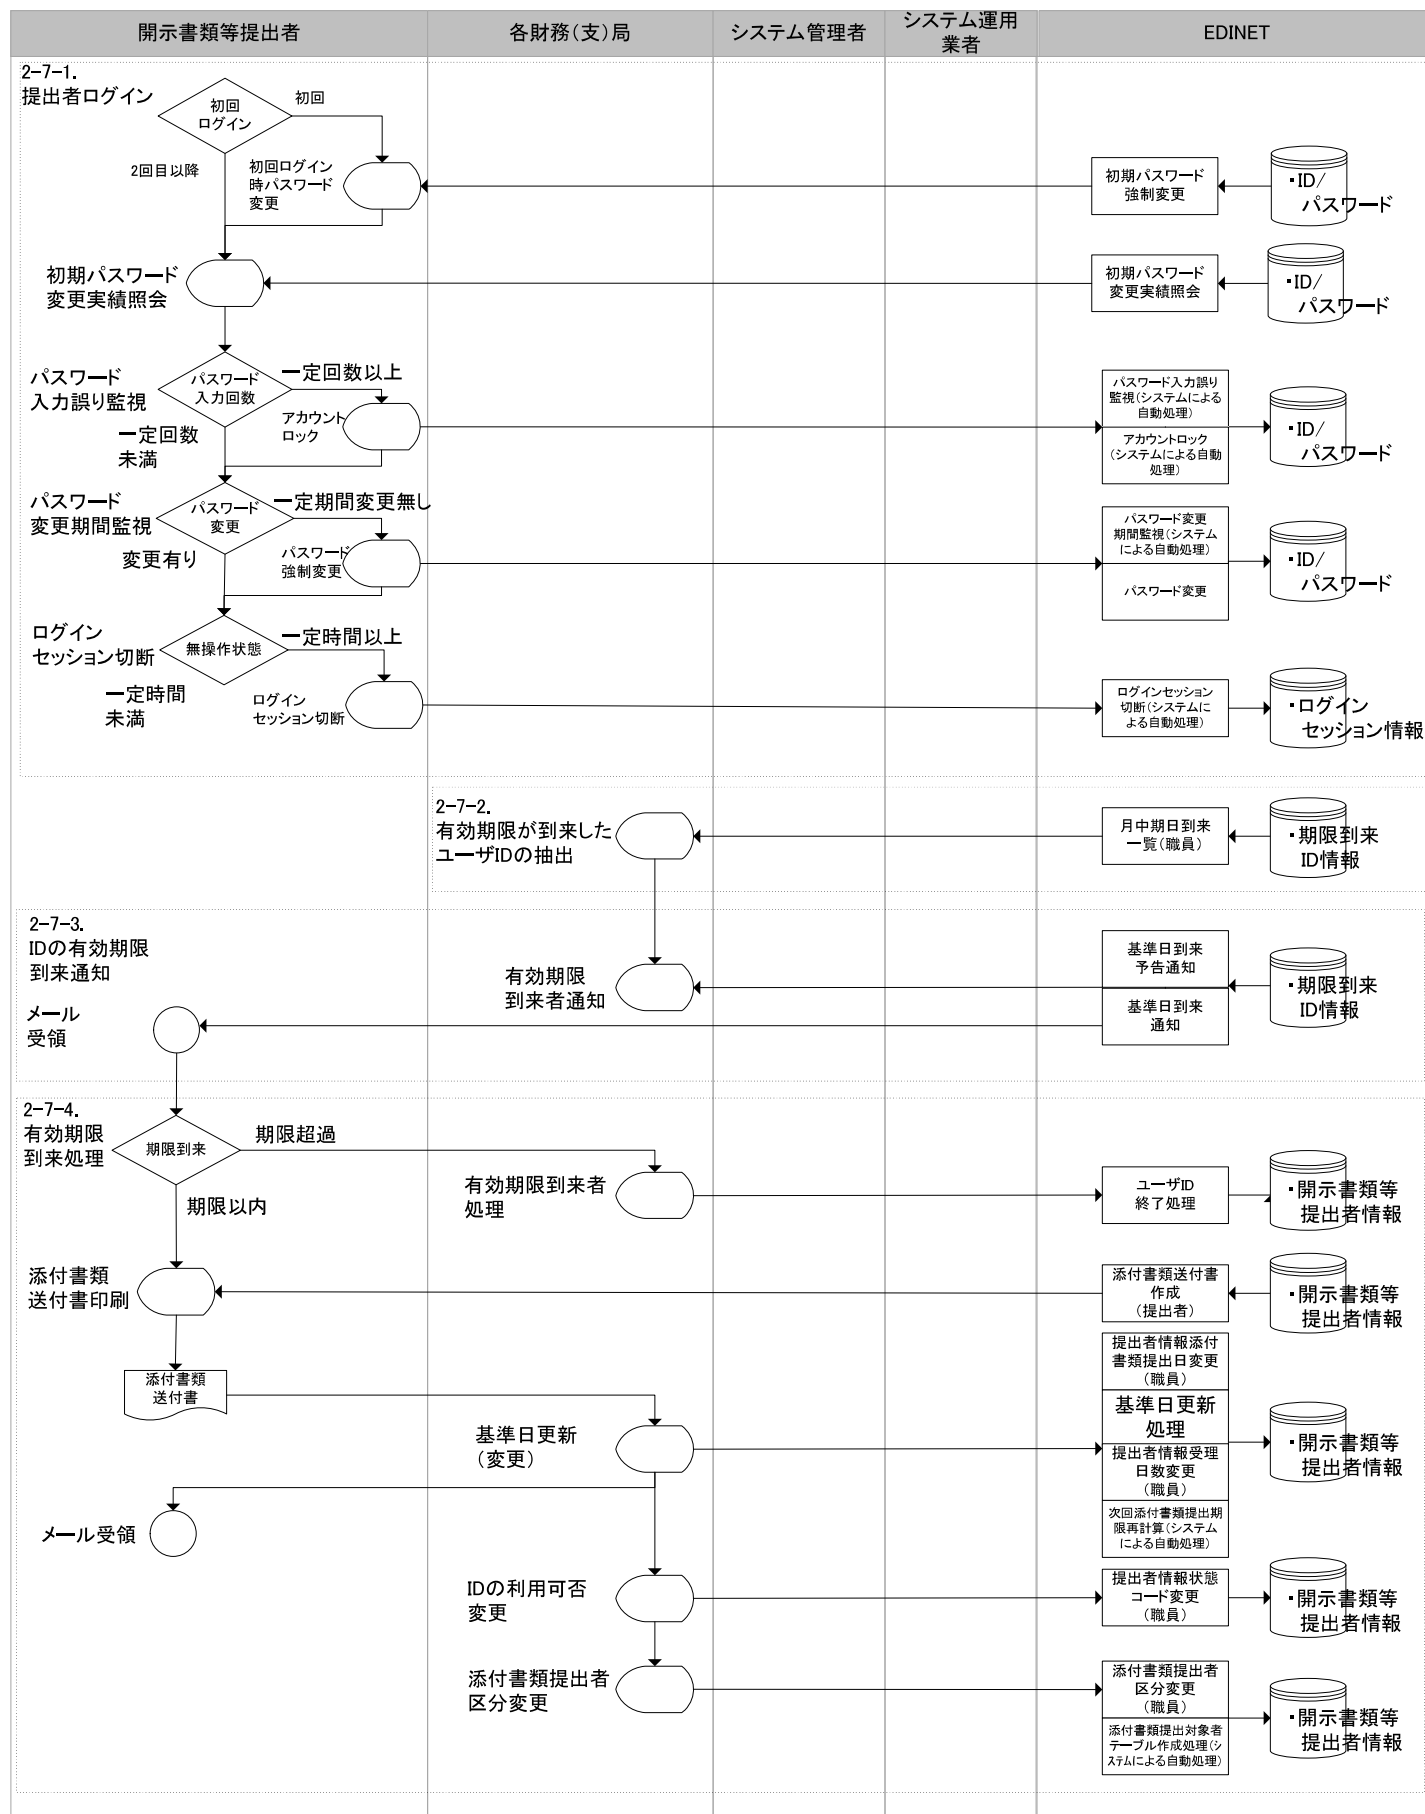 開示書類等提出者
各財務(支)局
システム管理者
システム運用
業者
EDINET
2-7-1.
提出者ログイン
初回
ログイン
初回
2回目以降
初回ログイン
時パスワード
変更
初期パスワード
強制変更
・ID/
パスワード
初期パスワード
変更実績照会
初期パスワード
変更実績照会
・ID/
パスワード
パスワード
入力誤り監視
パスワード
入力回数
一定回数以上
アカウント
ロック
一定回数
未満
パスワード入力誤り
監視(システムによる
自動処理)
アカウントロック
(システムによる自動
処理)
・ID/
パスワード
パスワード
変更期間監視
パスワード
変更
一定期間変更無し
変更有り
パスワード
強制変更
パスワード変更
期間監視(システム
による自動処理)
パスワード変更
・ID/
パスワード
ログイン
セッション切断
無操作状態
一定時間以上
一定時間
未満
ログイン
セッション切断
ログインセッション
切断(システムに
よる自動処理)
・ログイン
セッション情報
2-7-2.
有効期限が到来した
ユーザIDの抽出
月中期日到来
一覧(職員)
・期限到来
ID情報
2-7-3.
IDの有効期限
到来通知
有効期限
到来者通知
基準日到来
予告通知
基準日到来
通知
・期限到来
ID情報
メール
受領
2-7-4.
有効期限
到来処理
期限到来
期限超過
期限以内
有効期限到来者
処理
ユーザID
終了処理
・開示書類等
提出者情報
添付書類
送付書印刷
添付書類送付書
作成
(提出者)
・開示書類等
提出者情報
添付書類
送付書
基準日更新
(変更)
提出者情報添付
書類提出日変更
(職員)
基準日更新
処理
提出者情報受理
日数変更
(職員)
次回添付書類提出期
限再計算(システム
による自動処理)
・開示書類等
提出者情報
メール受領
IDの利用可否
変更
提出者情報状態
コード変更
(職員)
・開示書類等
提出者情報
添付書類提出者
区分変更
添付書類提出者
区分変更
(職員)
添付書類提出対象者
テーブル作成処理(シ
ステムによる自動処理)
・開示書類等
提出者情報